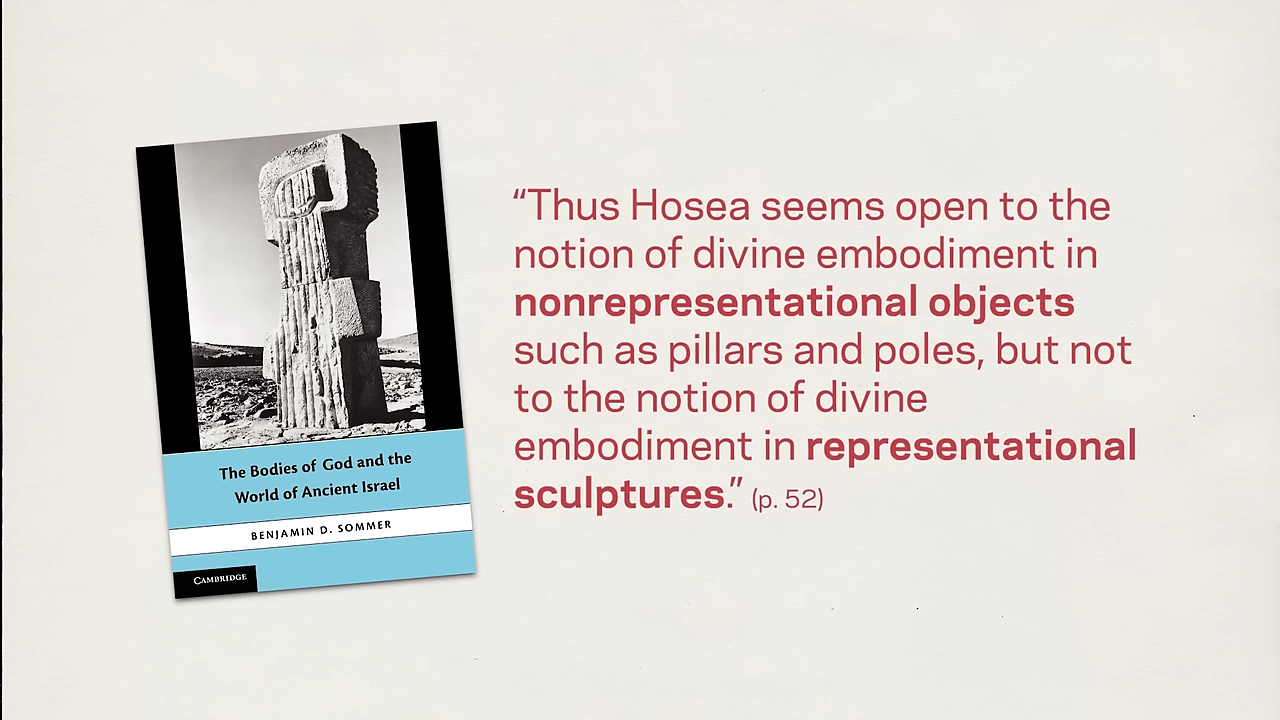 The Bodies of God and the
World of Ancient Israel
BENJAMIN D. SOMMER
CAMBRIDGE
“Thus Hosea seems open to the
notion of divine embodiment in
nonrepresentational objects
such as pillars and poles, but not
to the notion of divine
embodiment in representational
sculptures.” (p. 52)